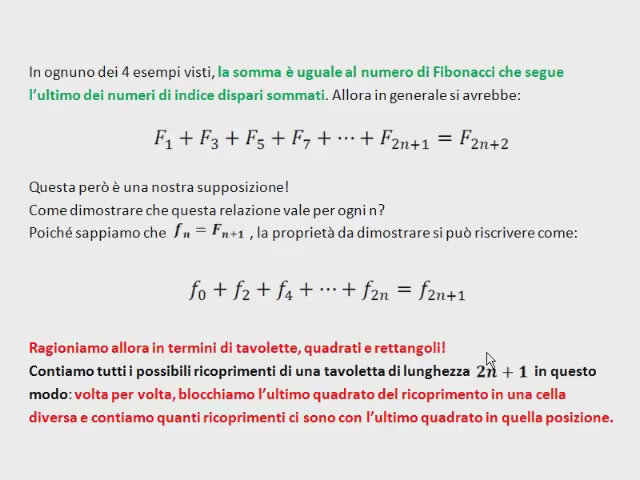 In ognuno dei 4 esempi visti, la somma è uguale al numero di Fibonacci che segue
l'ultimo dei numeri di indice dispari sommati. Allora in generale si avrebbe:
F₁ + F₃ + F₅ + F₇ + ⋯ + F₂ₙ₊₁ = F₂ₙ₊₂
Questa però è una nostra supposizione!
Come dimostrare che questa relazione vale per ogni n?
Poiché sappiamo che fₙ = Fₙ₊₁ , la proprietà da dimostrare si può riscrivere come:
f₀ + f₂ + f₄ + ⋯ + f₂ₙ = f₂ₙ₊₁
Ragioniamo allora in termini di tavolette, quadrati e rettangoli!
Contiamo tutti i possibili ricoprimenti di una tavoletta di lunghezza 2n + 1 in questo
modo: volta per volta, blocchiamo l'ultimo quadrato del ricoprimento in una cella
diversa e contiamo quanti ricoprimenti ci sono con l'ultimo quadrato in quella posizione.